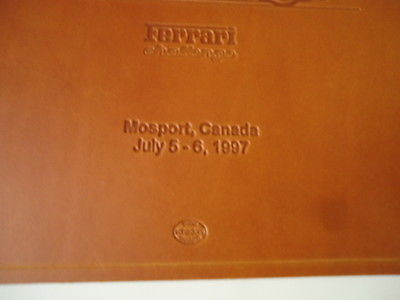 Ferrari
Mosport, Canada
July 5 - 6, 1997